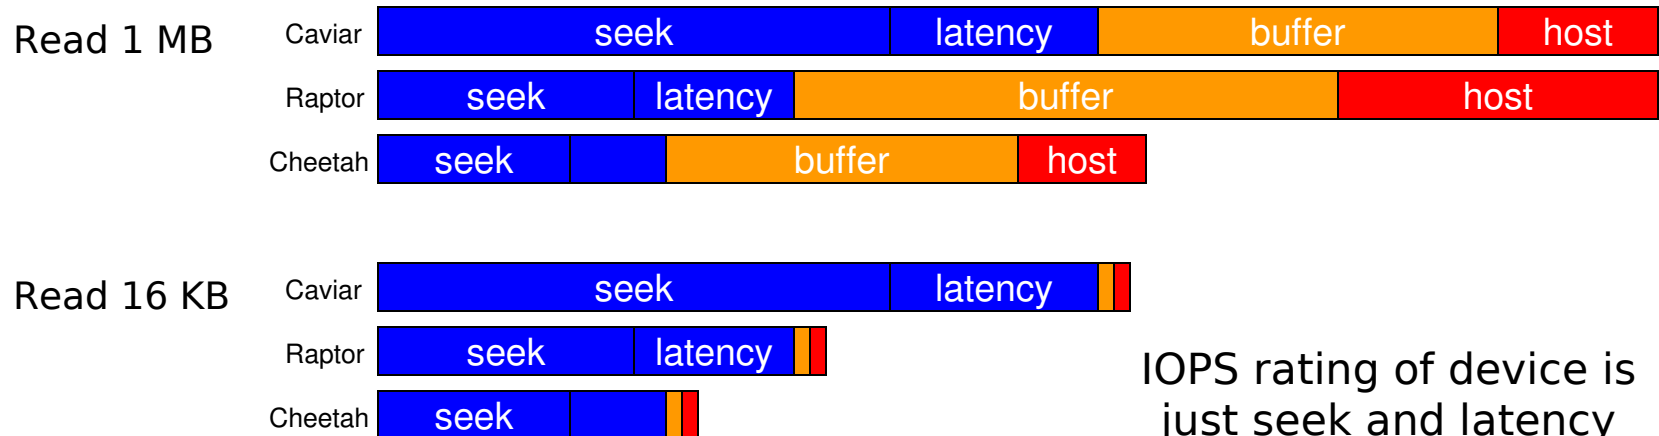 Read 1 MB
Caviar seek latency buffer host
Raptor seek latency buffer host
Cheetah seek buffer host
Read 16 KB
Caviar seek latency
Raptor seek latency
Cheetah seek
IOPS rating of device is
just seek and latency